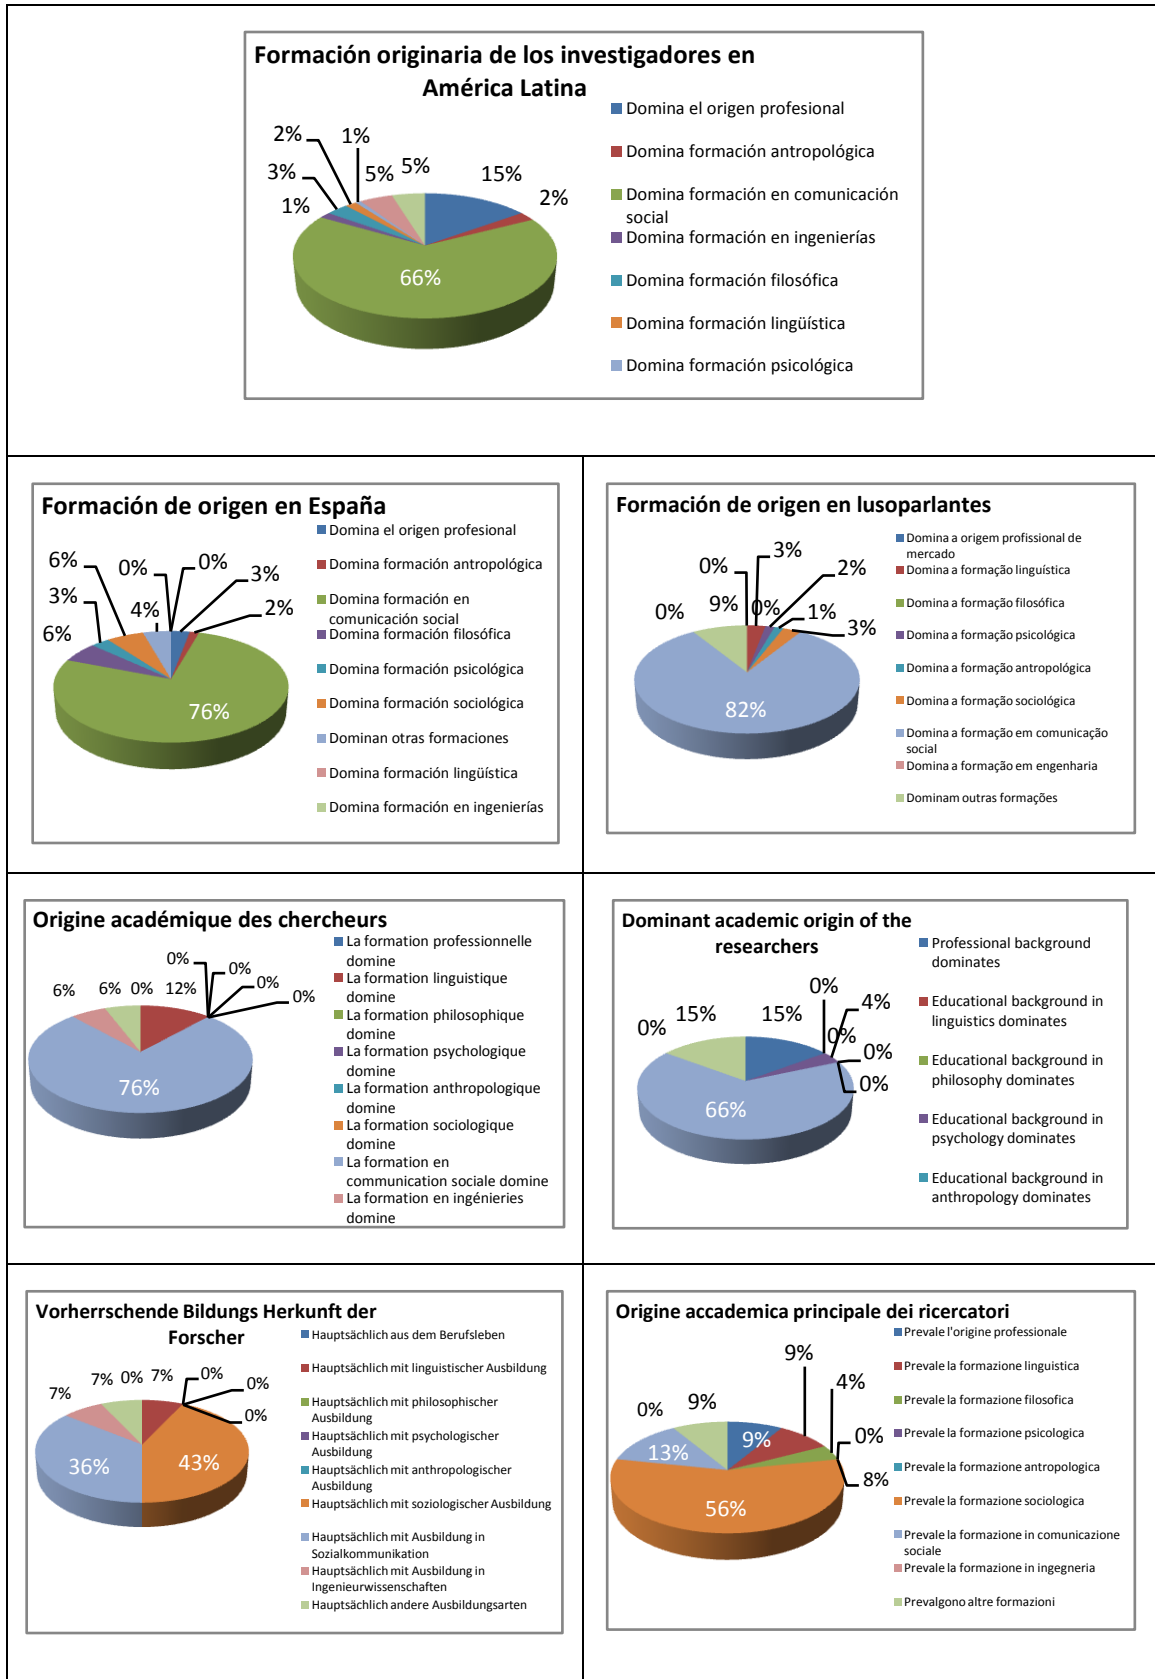 Formación originaria de los investigadores en
América Latina
2%
1%
3%
5%
5%
15%
1%
2%
66%
Domina el origen profesional
Domina formación antropológica
Domina formación en comunicación
social
Domina formación en ingenierías
Domina formación filosófica
Domina formación lingüística
Domina formación psicológica
Formación de origen en España
6%
0%
0%
3%
3%
4%
2%
6%
76%
Domina el origen profesional
Domina formación antropológica
Domina formación en
comunicación social
Domina formación filosófica
Domina formación psicológica
Domina formación sociológica
Dominan otras formaciones
Domina formación lingüística
Domina formación en ingenierías
Formación de origen en lusoparlantes
0%
3%
2%
0%
9%
0%
1%
3%
82%
Domina a origem profissional de
mercado
Domina a formação linguística
Domina a formação filosófica
Domina a formação psicológica
Domina a formação antropológica
Domina a formação sociológica
Domina a formação em comunicação
social
Domina a formação em engenharia
Dominam outras formações
Origine académique des chercheurs
0%
0%
0%
0%
6%
6%
0%
12%
76%
La formation professionnelle
domine
La formation linguistique
domine
La formation philosophique
domine
La formation psychologique
domine
La formation anthropologique
domine
La formation sociologique
domine
La formation en
communication sociale domine
La formation en ingénieries
domine
Dominant academic origin of the
researchers
0%
4%
0%
15%
15%
0%
0%
0%
66%
Professional background
dominates
Educational background in
linguistics dominates
Educational background in
philosophy dominates
Educational background in
psychology dominates
Educational background in
anthropology dominates
Vorherrschende Bildungs Herkunft der
Forscher
7%
7%
0%
7%
0%
0%
0%
36%
43%
Hauptsächlich aus dem Berufsleben
Hauptsächlich mit linguistischer Ausbildung
Hauptsächlich mit philosophischer
Ausbildung
Hauptsächlich mit psychologischer
Ausbildung
Hauptsächlich mit anthropologischer
Ausbildung
Hauptsächlich mit soziologischer Ausbildung
Hauptsächlich mit Ausbildung in
Sozialkommunikation
Hauptsächlich mit Ausbildung in
Ingenieurwissenschaften
Hauptsächlich andere Ausbildungsarten
Origine accademica principale dei ricercatori
9%
4%
0%
9%
0%
8%
13%
9%
56%
Prevale l'origine professionale
Prevale la formazione linguistica
Prevale la formazione filosofica
Prevale la formazione psicologica
Prevale la formazione antropologica
Prevale la formazione sociologica
Prevale la formazione in comunicazione
sociale
Prevale la formazione in ingegneria
Prevalgono altre formazioni